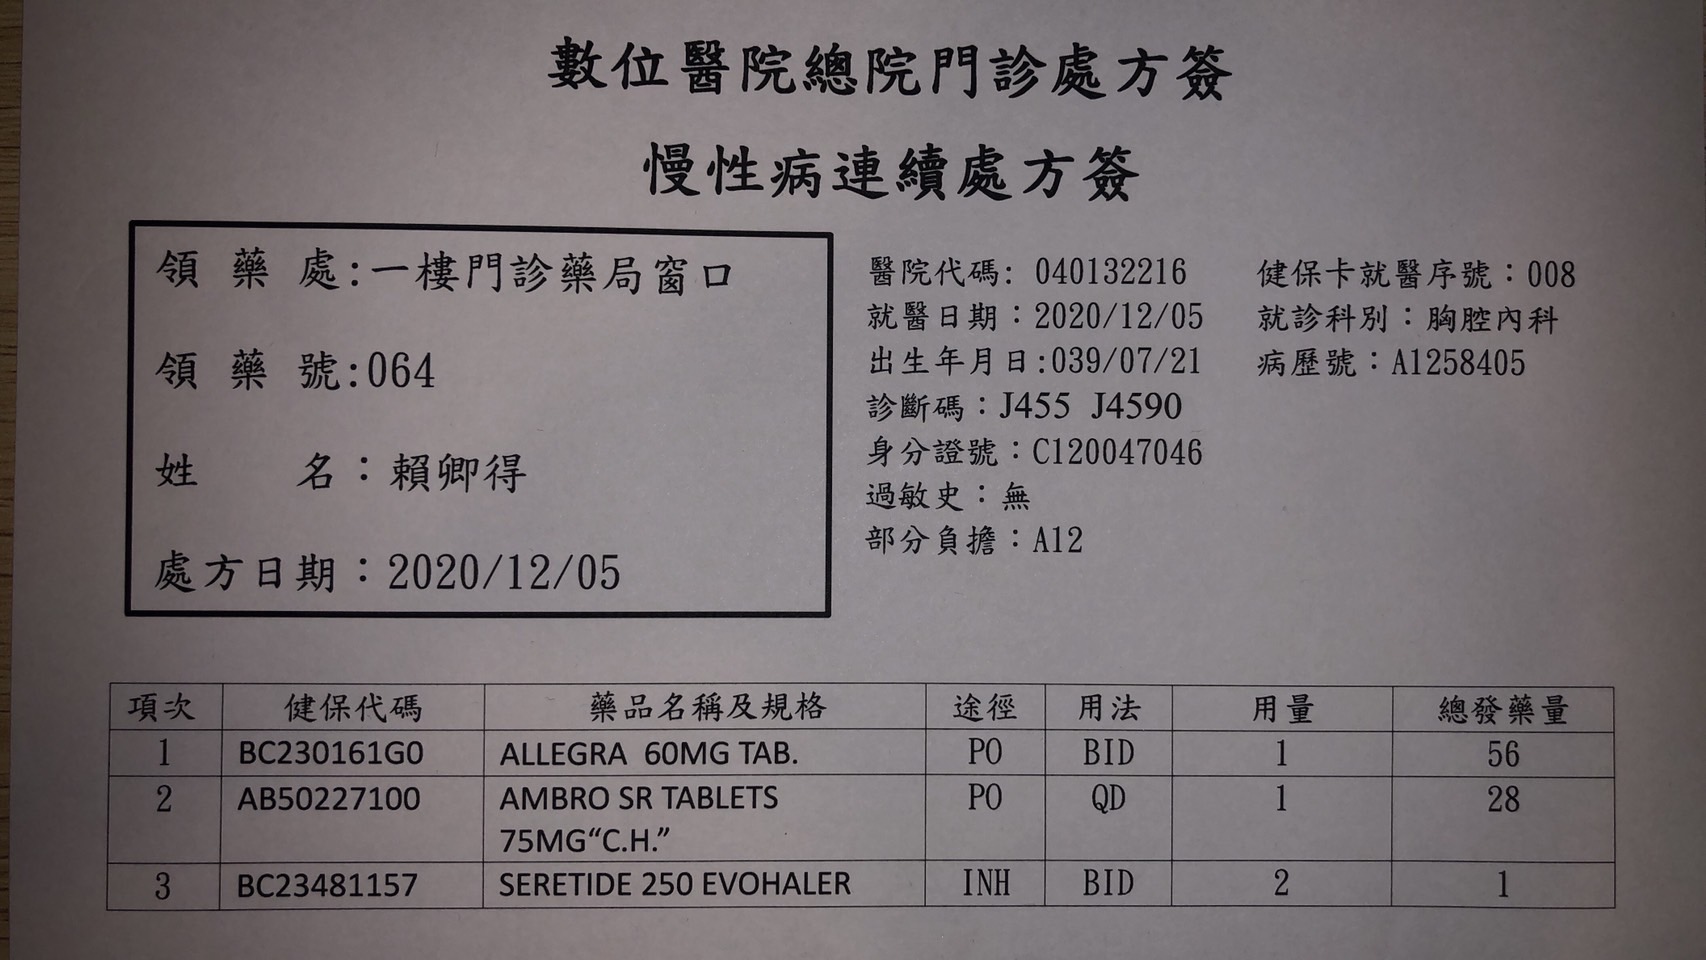 數位醫院總院門診處方簽
慢性病連續處方簽
領 藥 處:一樓門診藥局窗口
領 藥 號:064
姓 名：賴卿得
處方日期：2020/12/05
醫院代碼: 040132216 健保卡就醫序號：008
就醫日期：2020/12/05 就診科別：胸腔內科
出生年月日:039/07/21 病歷號：A1258405
診斷碼：J455 J4590
身分證號：C120047046
過敏史：無
部分負擔：A12
項次 健保代碼 藥品名稱及規格 途徑 用法 用量 總發藥量
1 BC230161G0 ALLEGRA 60MG TAB. PO BID 1 56
2 AB50227100 AMBRO SR TABLETS PO QD 1 28
75MG“C.H.”
3 BC23481157 SERETIDE 250 EVOHALER INH BID 2 1